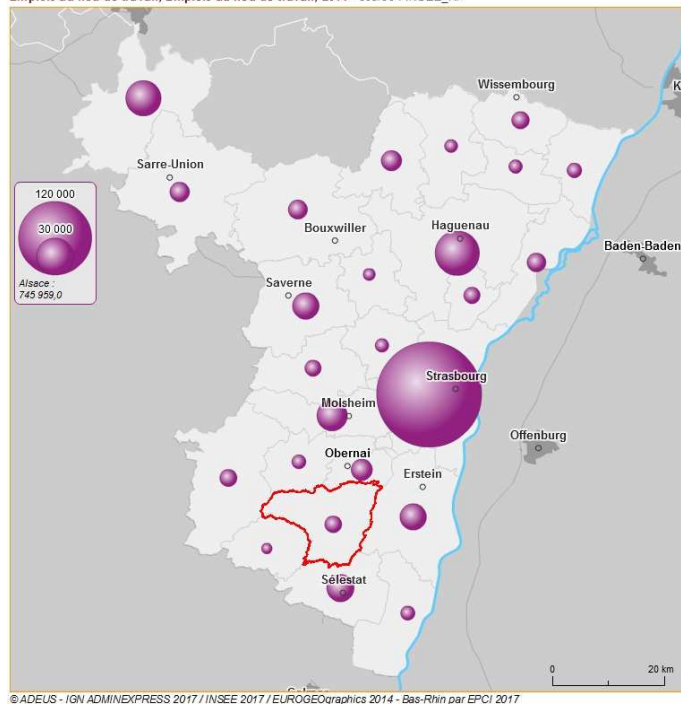 Wissembourg
Sarre-Union
120 000
30 000
Alsace :
745 959,0
Bouxwiller
Haguenau
Baden-Baden
Saverne
Strasbourg
Molsheim
Offenburg
Obernai
Erstein
Sélestat
0 20 km
© ADEUS - IGN ADMINEXPRESS 2017 / INSEE 2017 / EUROGEOgraphics 2014 - Bas-Rhin par EPCI 2017